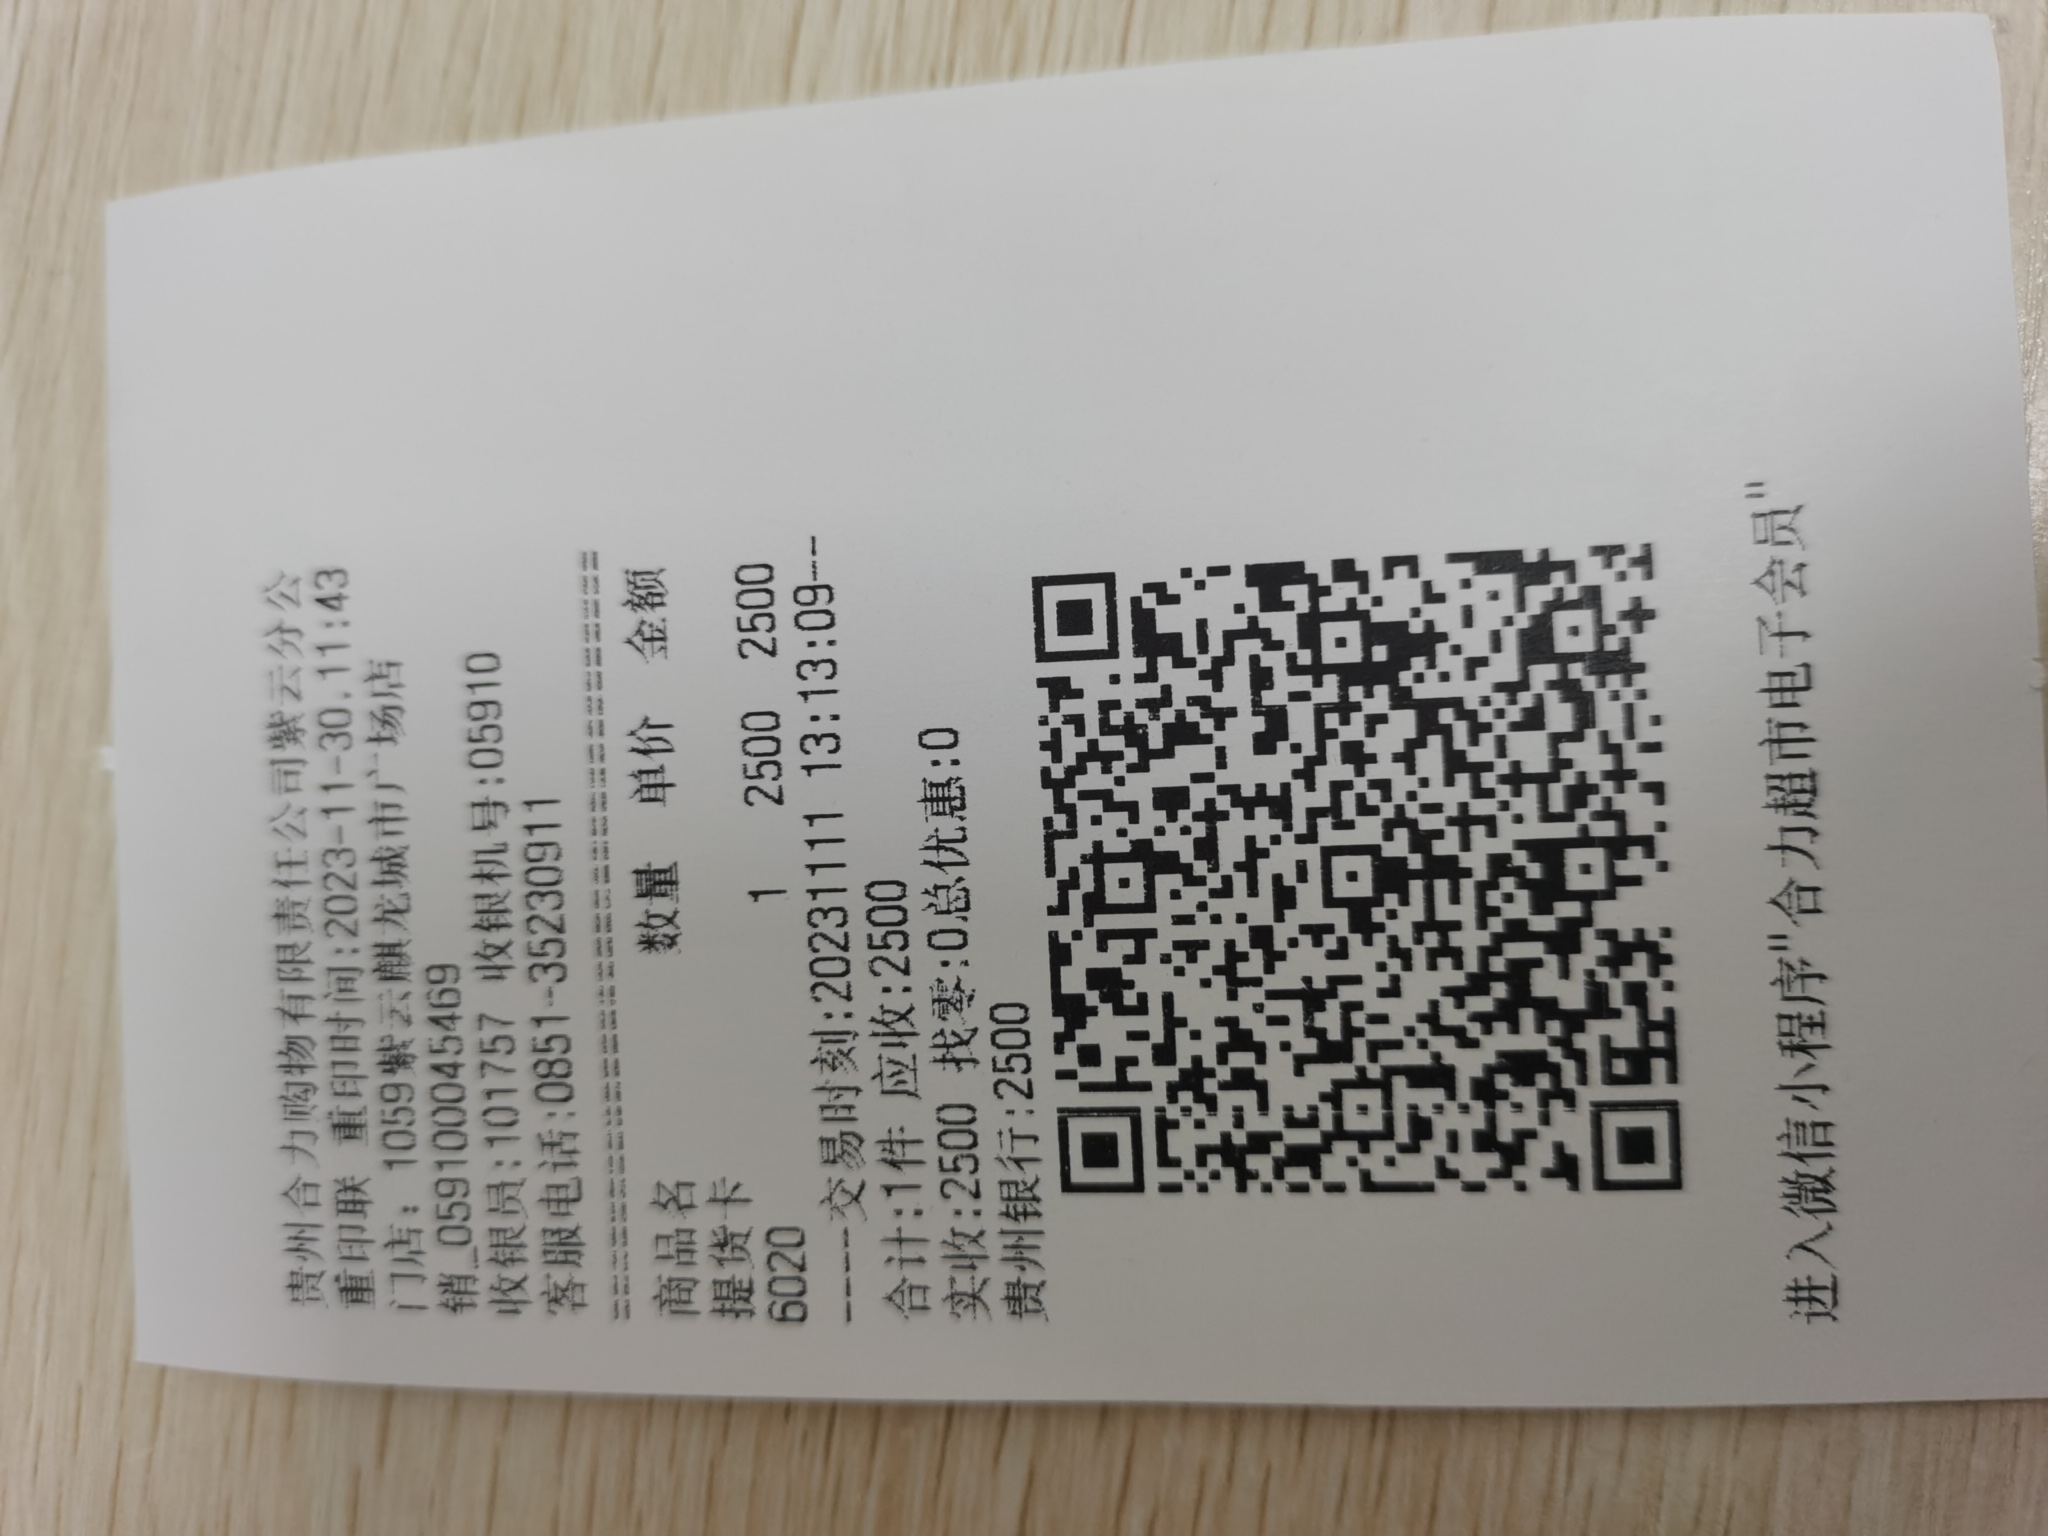 贵州合力购物有限责任公司紫云分公
重印联 重印时间:2023-11-30.11:43
门店: 1059紫云麒龙城市广场店
销_0591000045469
收银员:101757 收银机号:05910
客服电话:0851-35230911
================================
商品名 数量 单价 金额
提货卡
6020 1 2500 2500
----交易时刻:20231111 13:13:09---
合计:1件 应收:2500
实收:2500 找零:0总优惠:0
贵州银行:2500
进入微信小程序"合力超市电子会员"